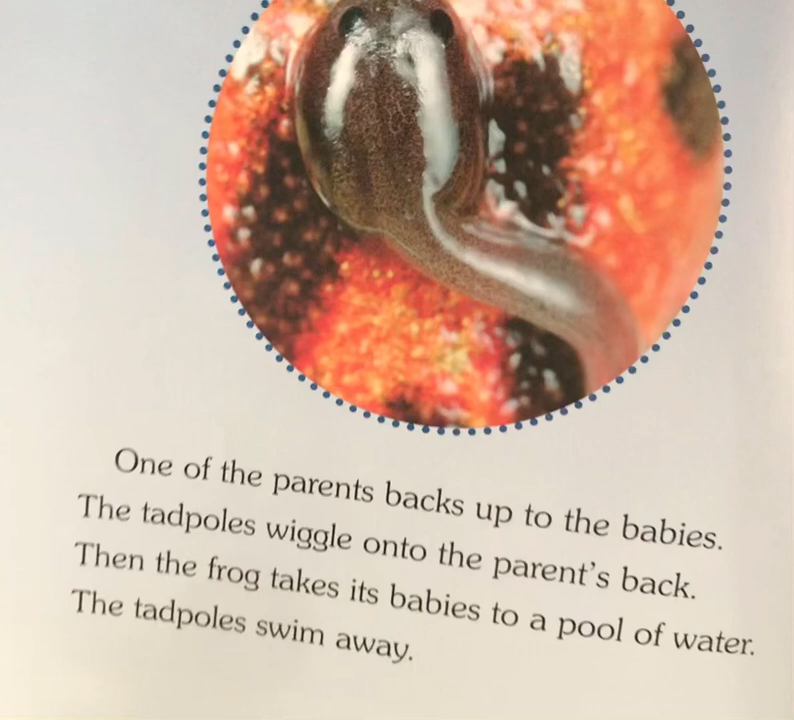 One of the parents backs up to the babies.
The tadpoles wiggle onto the parent's back.
Then the frog takes its babies to a pool of water.
The tadpoles swim away.